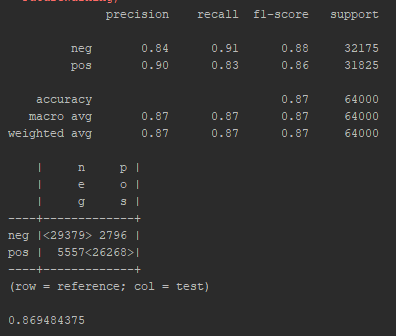 precision recall f1-score support
neg 0.84 0.91 0.88 32175
pos 0.90 0.83 0.86 31825
accuracy 0.87 64000
macro avg 0.87 0.87 0.87 64000
weighted avg 0.87 0.87 0.87 64000
| n p |
| e o |
| g s |
----+-------------+
neg |<29379> 2796 |
pos | 5557<26268>|
----+-------------+
(row = reference; col = test)
0.869484375